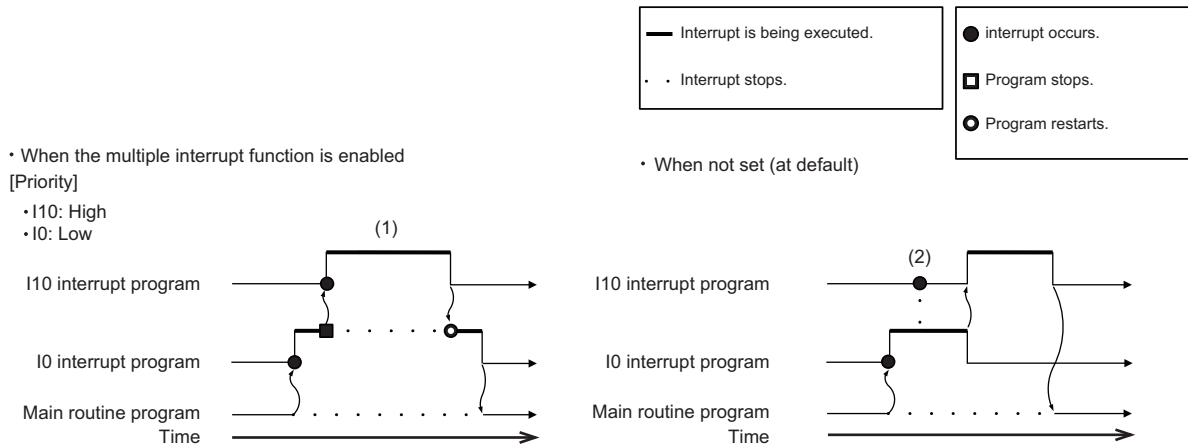 Interrupt is being executed.
Interrupt stops.
interrupt occurs.
Program stops.
Program restarts.
• When the multiple interrupt function is enabled
[Priority]
• I10: High
• I0: Low
(1)
I10 interrupt program
I0 interrupt program
Main routine program
Time
• When not set (at default)
(2)
I10 interrupt program
I0 interrupt program
Main routine program
Time